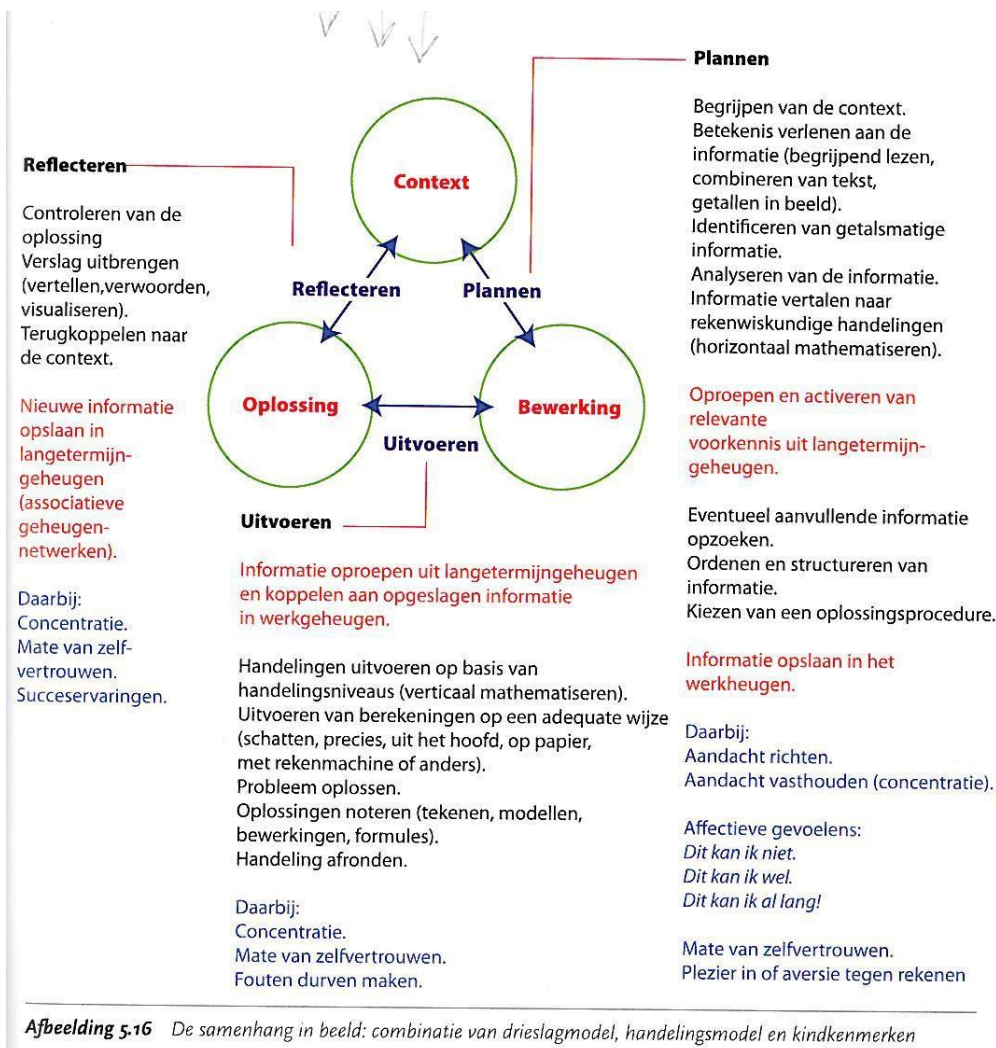 Plannen
Begrijpen van de context.
Betekenis verlenen aan de
informatie (begrijpend lezen,
combineren van tekst,
getallen in beeld).
Identificeren van getalsmatige
informatie.
Analyseren van de informatie.
Informatie vertalen naar
rekenwiskundige handelingen
(horizontaal mathematiseren).
Oproepen en activeren van
relevante
voorkennis uit langetermijn-
geheugen.
Eventueel aanvullende informatie
opzoeken.
Ordenen en structureren van
informatie.
Kiezen van een oplossingsprocedure.
Informatie opslaan in het
werkheugen.
Daarbij:
Aandacht richten.
Aandacht vasthouden (concentratie).
Affectieve gevoelens:
Dit kan ik niet.
Dit kan ik wel.
Dit kan ik al lang!
Mate van zelfvertrouwen.
Plezier in of aversie tegen rekenen
Context
Reflecteren
Plannen
Oplossing
Bewerking
Uitvoeren
Reflecteren
Controleren van de
oplossing
Verslag uitbrengen
(vertellen,verwoorden,
visualiseren).
Terugkoppelen naar
de context.
Nieuwe informatie
opslaan in
langetermijn-
geheugen
(associatieve
geheugen-
netwerken).
Daarbij:
Concentratie.
Mate van zelf-
vertrouwen.
Succeservaringen.
Uitvoeren
Informatie oproepen uit langetermijngeheugen
en koppelen aan opgeslagen informatie
in werkgeheugen.
Handelingen uitvoeren op basis van
handelingsniveaus (verticaal mathematiseren).
Uitvoeren van berekeningen op een adequate wijze
(schatten, precies, uit het hoofd, op papier,
met rekenmachine of anders).
Probleem oplossen.
Oplossingen noteren (tekenen, modellen,
bewerkingen, formules).
Handeling afronden.
Daarbij:
Concentratie.
Mate van zelfvertrouwen.
Fouten durven maken.
Afbeelding 5.16 De samenhang in beeld: combinatie van drieslagmodel, handelingsmodel en kindkenmerken